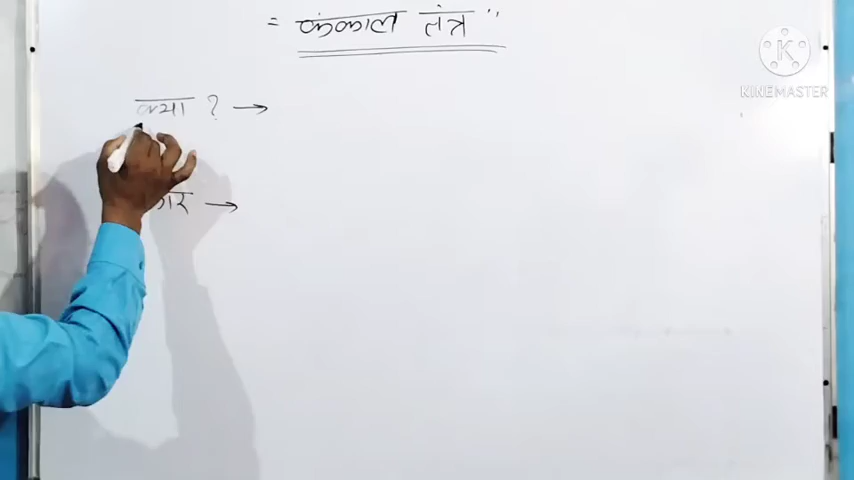 = कंकाल तंत्र "
KINEMASTER
क्या ? →
→